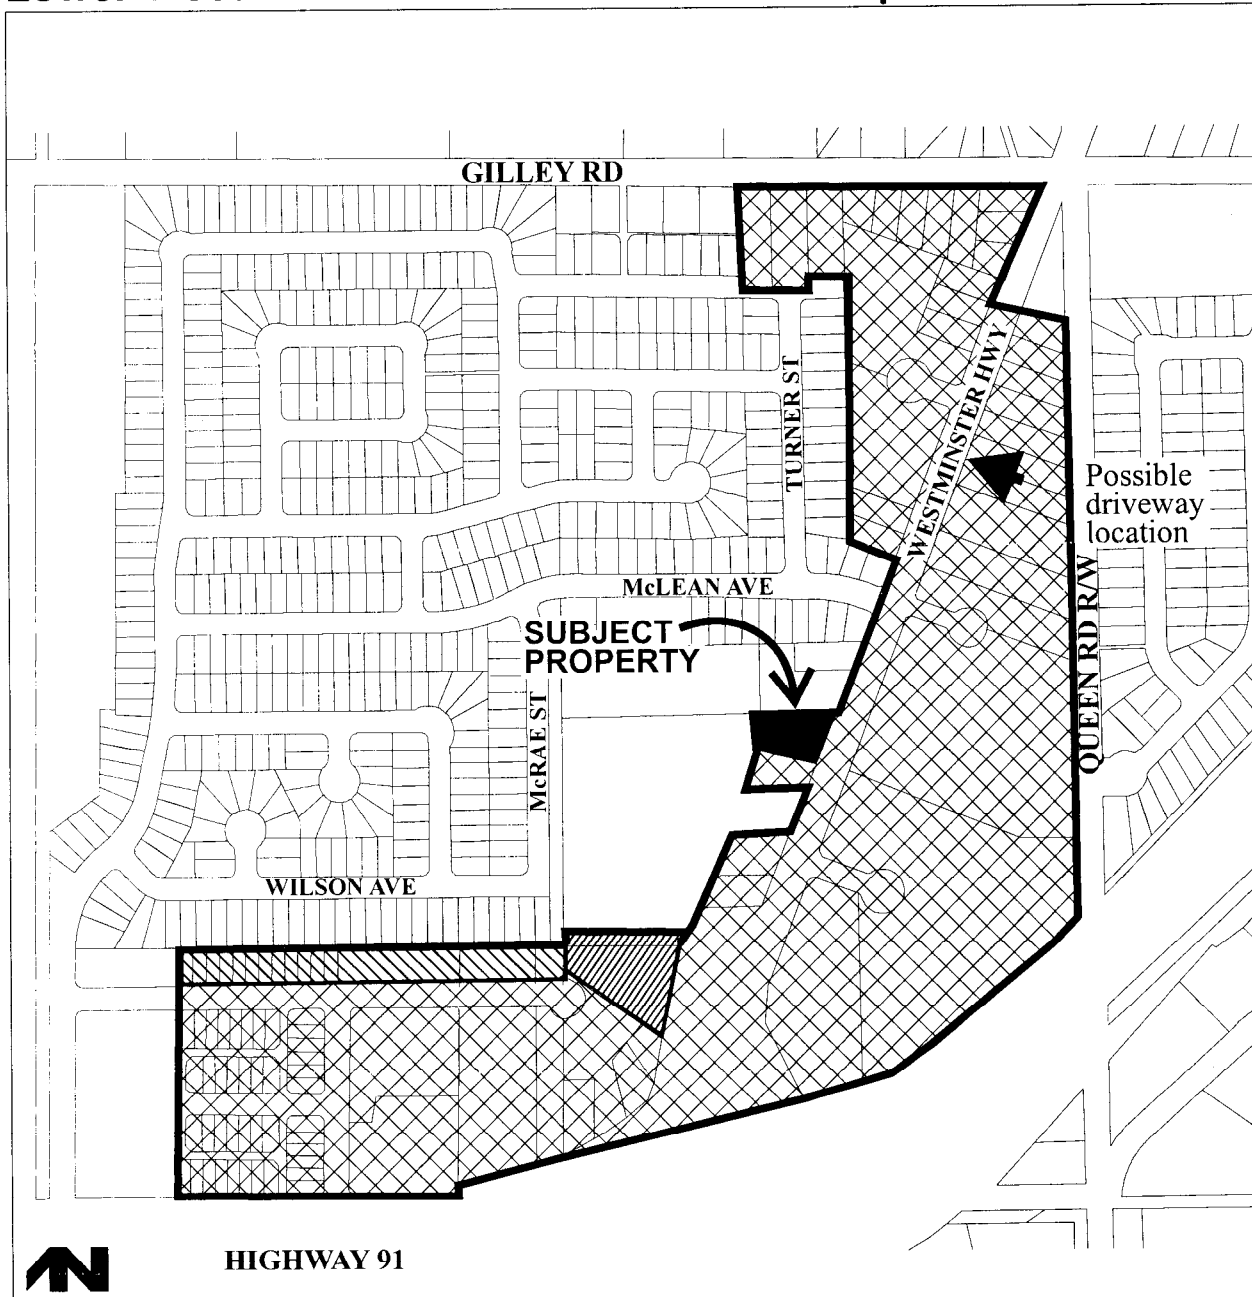 GILLEY RD
TURNER ST
WESTMINSTER HWY
Possible
driveway
location
McLEAN AVE
QUEEN RD R/W
SUBJECT
PROPERTY
McRAE ST
WILSON AVE
HIGHWAY 91
N